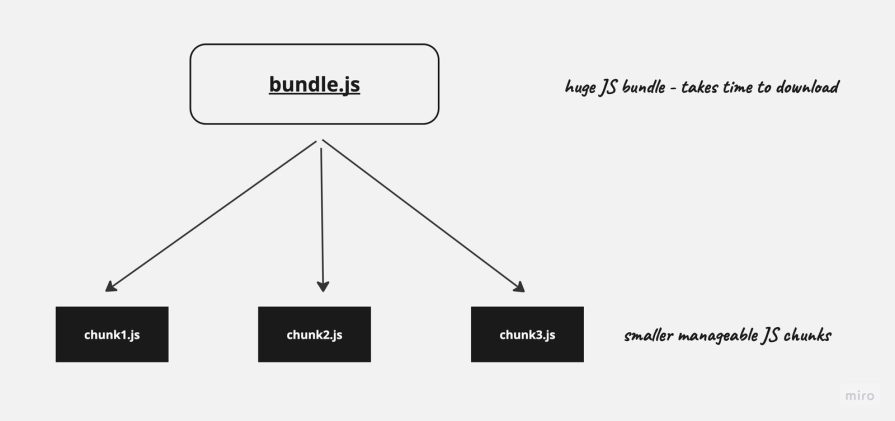 bundle.js
huge JS bundle - takes time to download
chunk1.js
chunk2.js
chunk3.js
smaller manageable JS chunks
miro